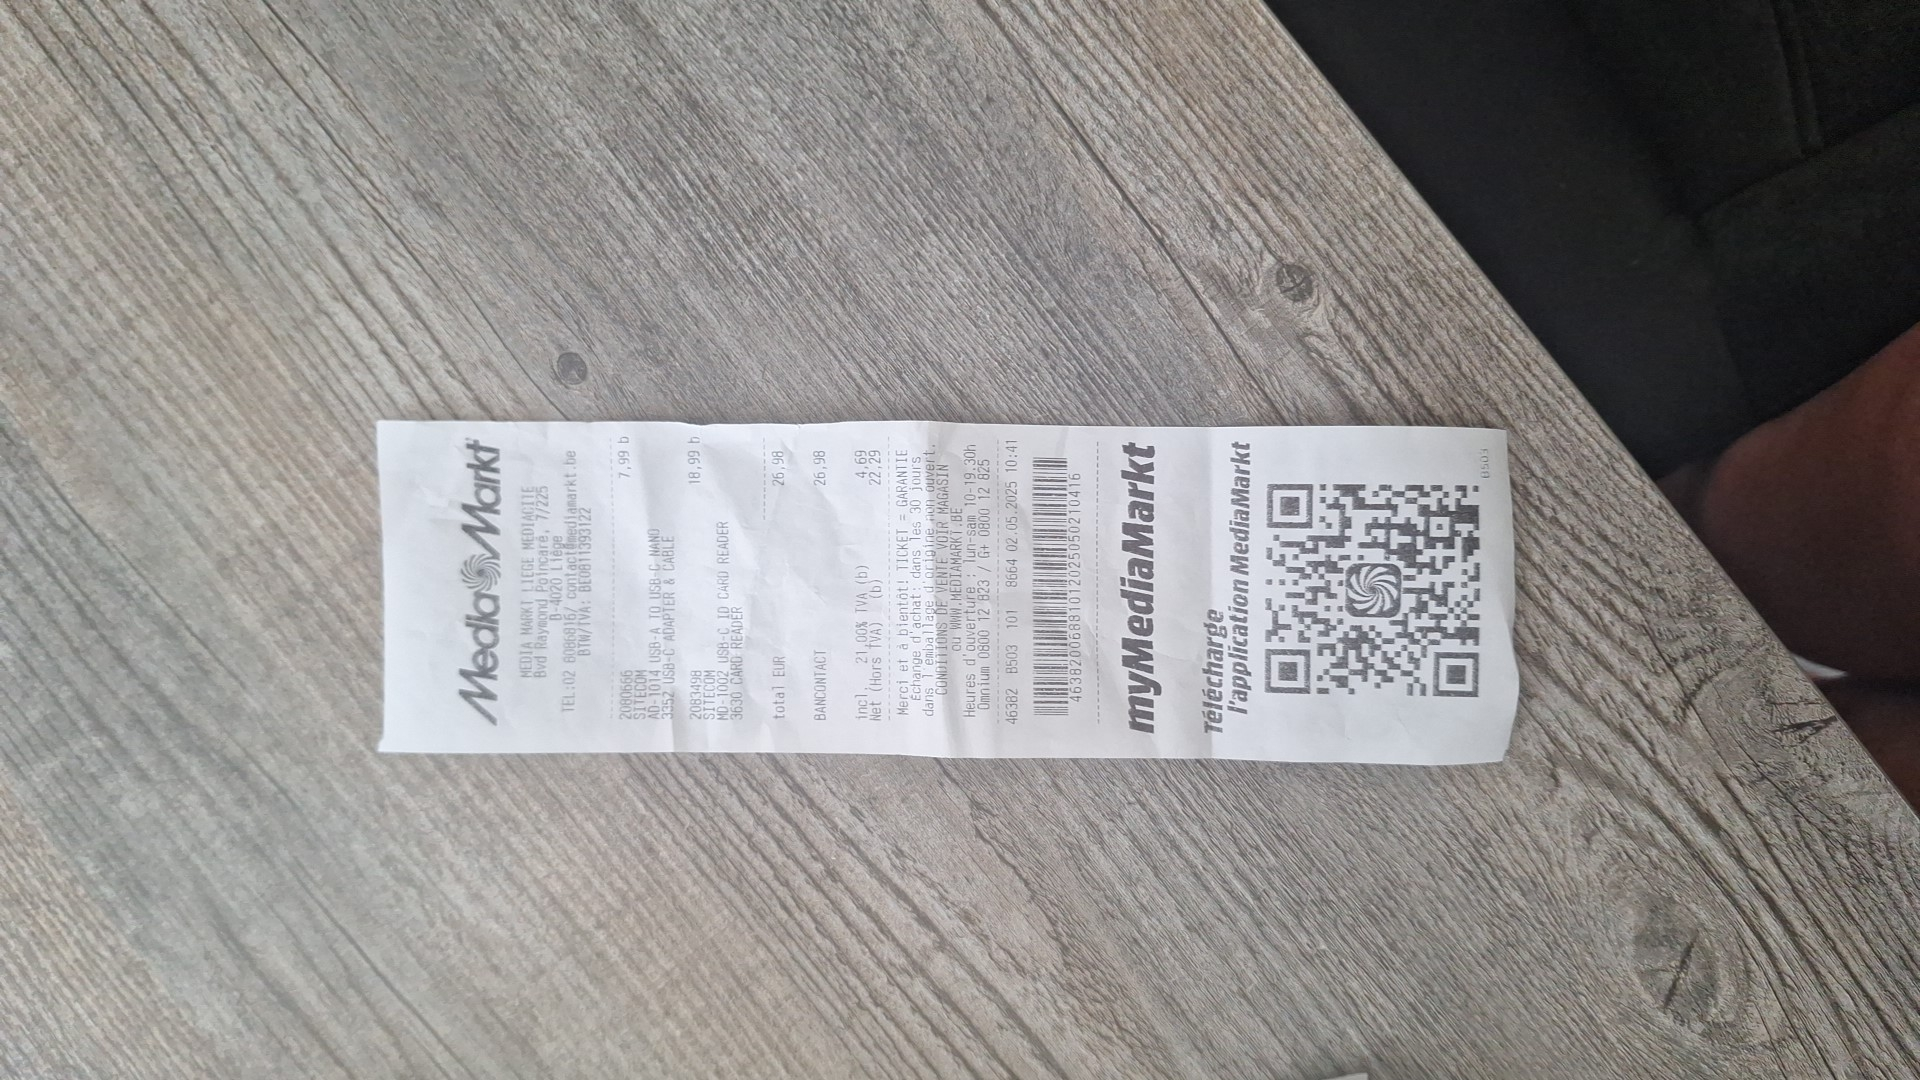 MediaMarkt
MEDIA MARKT LIEGE MEDIACITE
Bvd Raymond Poincaré, 7/225
B-4020 Liège
TEL:02 8088816/ contact@mediamarkt.be
BTW/TVA: BE0811393122
2080666 7,99 b
SITECOM
AD-1014 USB-A TO USB-C NANO
3352 USB-C ADAPTER & CABLE
2083498 18,99 b
SITECOM
MD-1002 USB-C ID CARD READER
3630 CARD READER
total EUR 26,98
BANCONTACT 26,98
incl. 21,00% TVA (b) 4,69
Net (Hors TVA) (b) 22,29
Merci et à bientôt! TICKET = GARANTIE
Échange d'achat: dans les 30 jours
dans l'emballage d'origine non ouvert.
CONDITIONS DE VENTE VOIR MAGASIN
ou WWW.MEDIAMARKT.BE
Heures d'ouverture : lun-sam 10-19.30h
Omnium 0800 12 823 / G+ 0800 12 825
46382 B503 101 8664 02.05.2025 10:41
myMediaMarkt
Télécharge
l'application MediaMarkt
B503